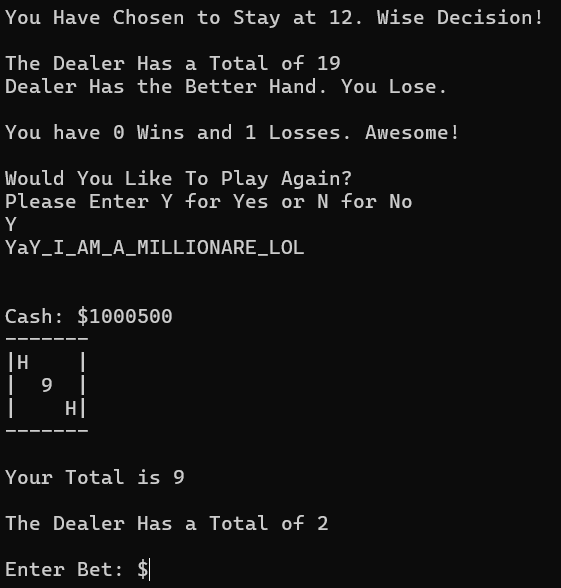 You Have Chosen to Stay at 12. Wise Decision!
The Dealer Has a Total of 19
Dealer Has the Better Hand. You Lose.
You have 0 Wins and 1 Losses. Awesome!
Would You Like To Play Again?
Please Enter Y for Yes or N for No
Y
YaY_I_AM_A_MILLIONARE_LOL
Cash: $1000500
-------
|H    |
|  9  |
|    H|
-------
Your Total is 9
The Dealer Has a Total of 2
Enter Bet: $